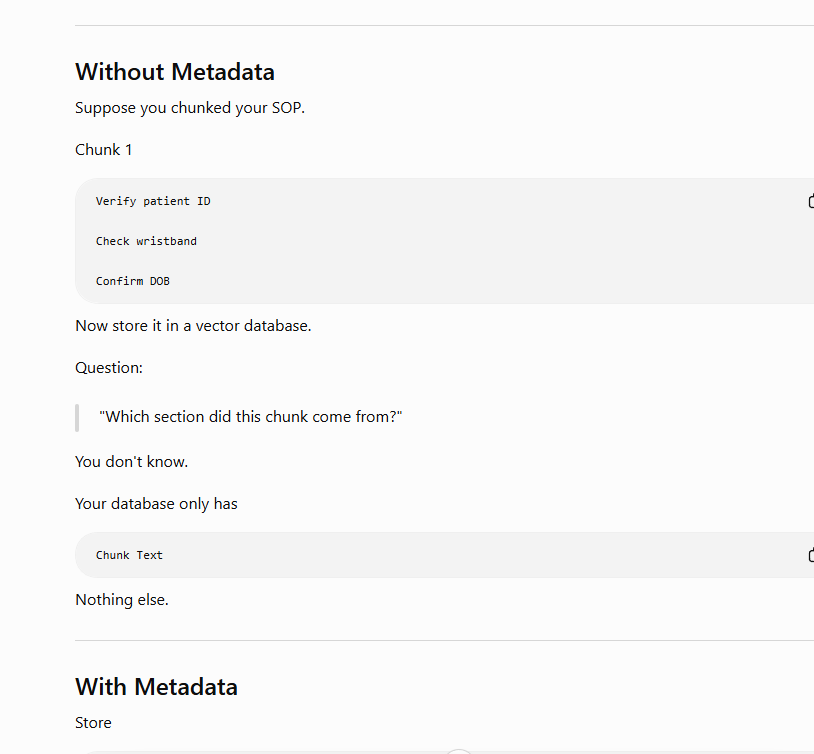 Without Metadata
Suppose you chunked your SOP.
Chunk 1
Verify patient ID
Check wristband
Confirm DOB
Now store it in a vector database.
Question:
"Which section did this chunk come from?"
You don't know.
Your database only has
Chunk Text
Nothing else.
With Metadata
Store